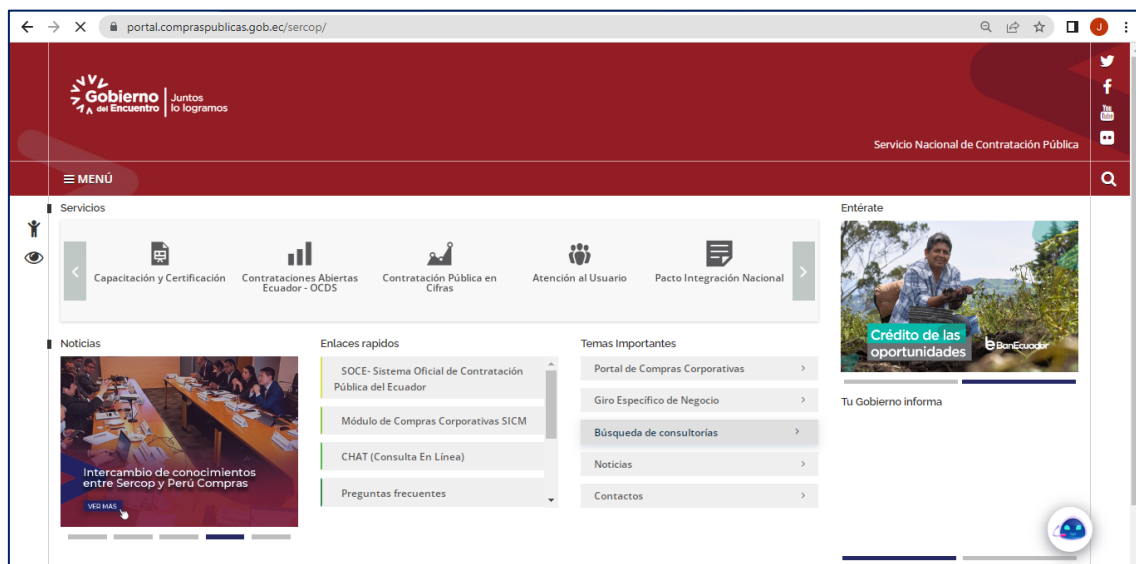 portal.compraspublicas.gob.ec/sercop/
J
Gobierno
del Encuentro
Juntos
lo logramos
You
Tube
Servicio Nacional de Contratación Pública
MENÚ
Servicios
Capacitación y Certificación
Contrataciones Abiertas
Ecuador - OCDS
Contratación Pública en
Cifras
Atención al Usuario
Pacto Integración Nacional
Entérate
Crédito de las
oportunidades
BanEcuador
Tu Gobierno informa
Noticias
Intercambio de conocimientos
entre Sercop y Perú Compras
VER MÁS
Enlaces rapidos
SOCE- Sistema Oficial de Contratación
Pública del Ecuador
Módulo de Compras Corporativas SICM
CHAT (Consulta En Línea)
Preguntas frecuentes
Temas Importantes
Portal de Compras Corporativas
Giro Específico de Negocio
Búsqueda de consultorías
Noticias
Contactos